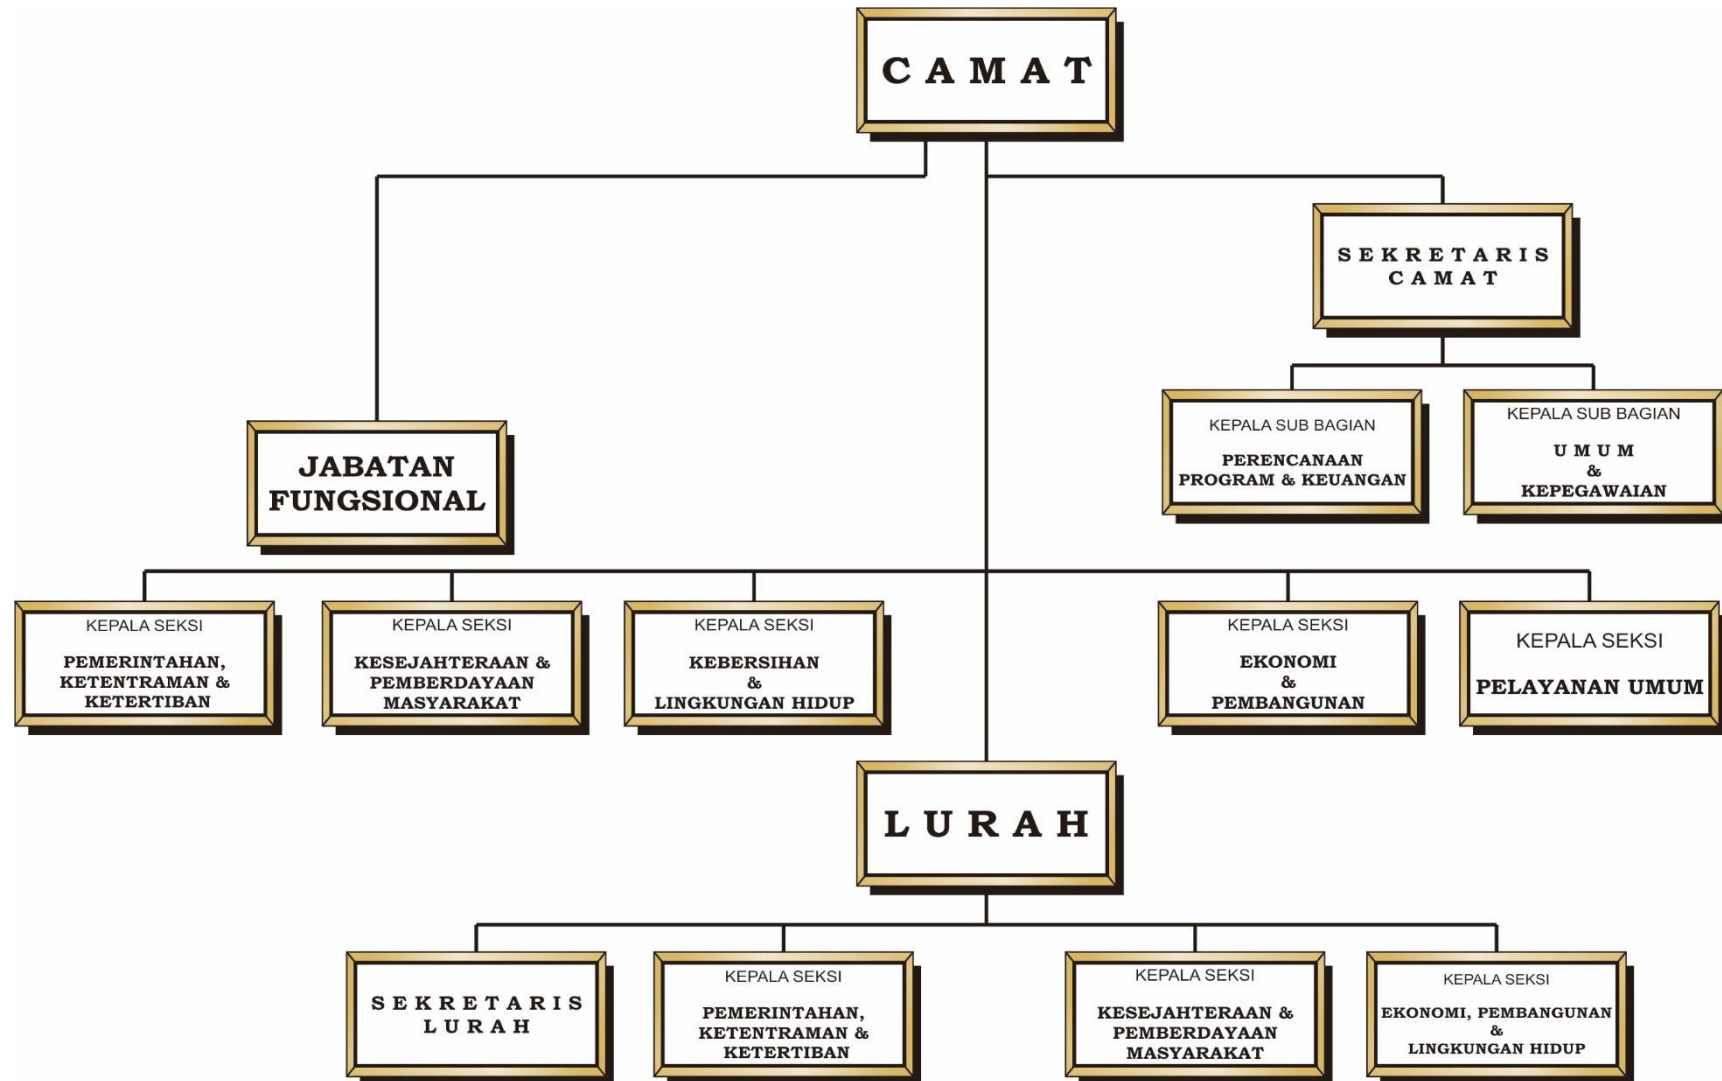 C A M A T
S E K R E T A R I S
C A M A T
KEPALA SUB BAGIAN
PERENCANAAN
PROGRAM & KEUANGAN
KEPALA SUB BAGIAN
U M U M
&
KEPEGAWAIAN
JABATAN
FUNGSIONAL
KEPALA SEKSI
PEMERINTAHAN,
KETENTRAMAN &
KETERTIBAN
KEPALA SEKSI
KESEJAHTERAAN &
PEMBERDAYAAN
MASYARAKAT
KEPALA SEKSI
KEBERSIHAN
&
LINGKUNGAN HIDUP
KEPALA SEKSI
EKONOMI
&
PEMBANGUNAN
KEPALA SEKSI
PELAYANAN UMUM
L U R A H
S E K R E T A R I S
L U R A H
KEPALA SEKSI
PEMERINTAHAN,
KETENTRAMAN &
KETERTIBAN
KEPALA SEKSI
KESEJAHTERAAN &
PEMBERDAYAAN
MASYARAKAT
KEPALA SEKSI
EKONOMI, PEMBANGUNAN
&
LINGKUNGAN HIDUP